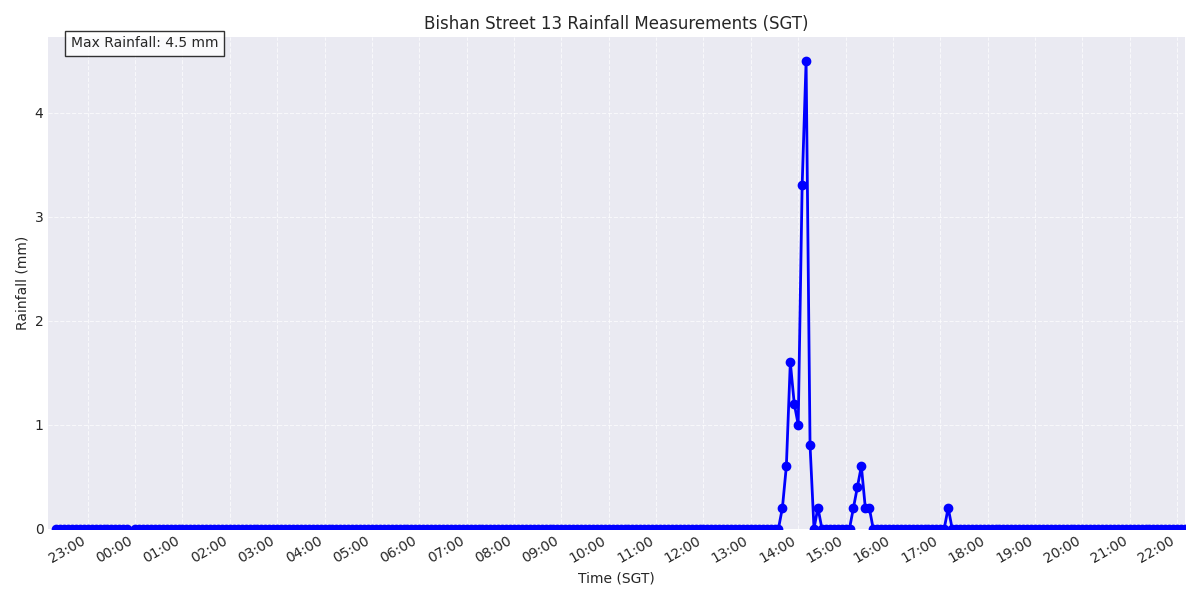 Bishan Street 13 Rainfall Measurements (SGT)
Max Rainfall: 4.5 mm
Rainfall (mm)
4
3
2
1
0
23:00 00:00 01:00 02:00 03:00 04:00 05:00 06:00 07:00 08:00 09:00 10:00 11:00 12:00 13:00 14:00 15:00 16:00 17:00 18:00 19:00 20:00 21:00 22:00
Time (SGT)